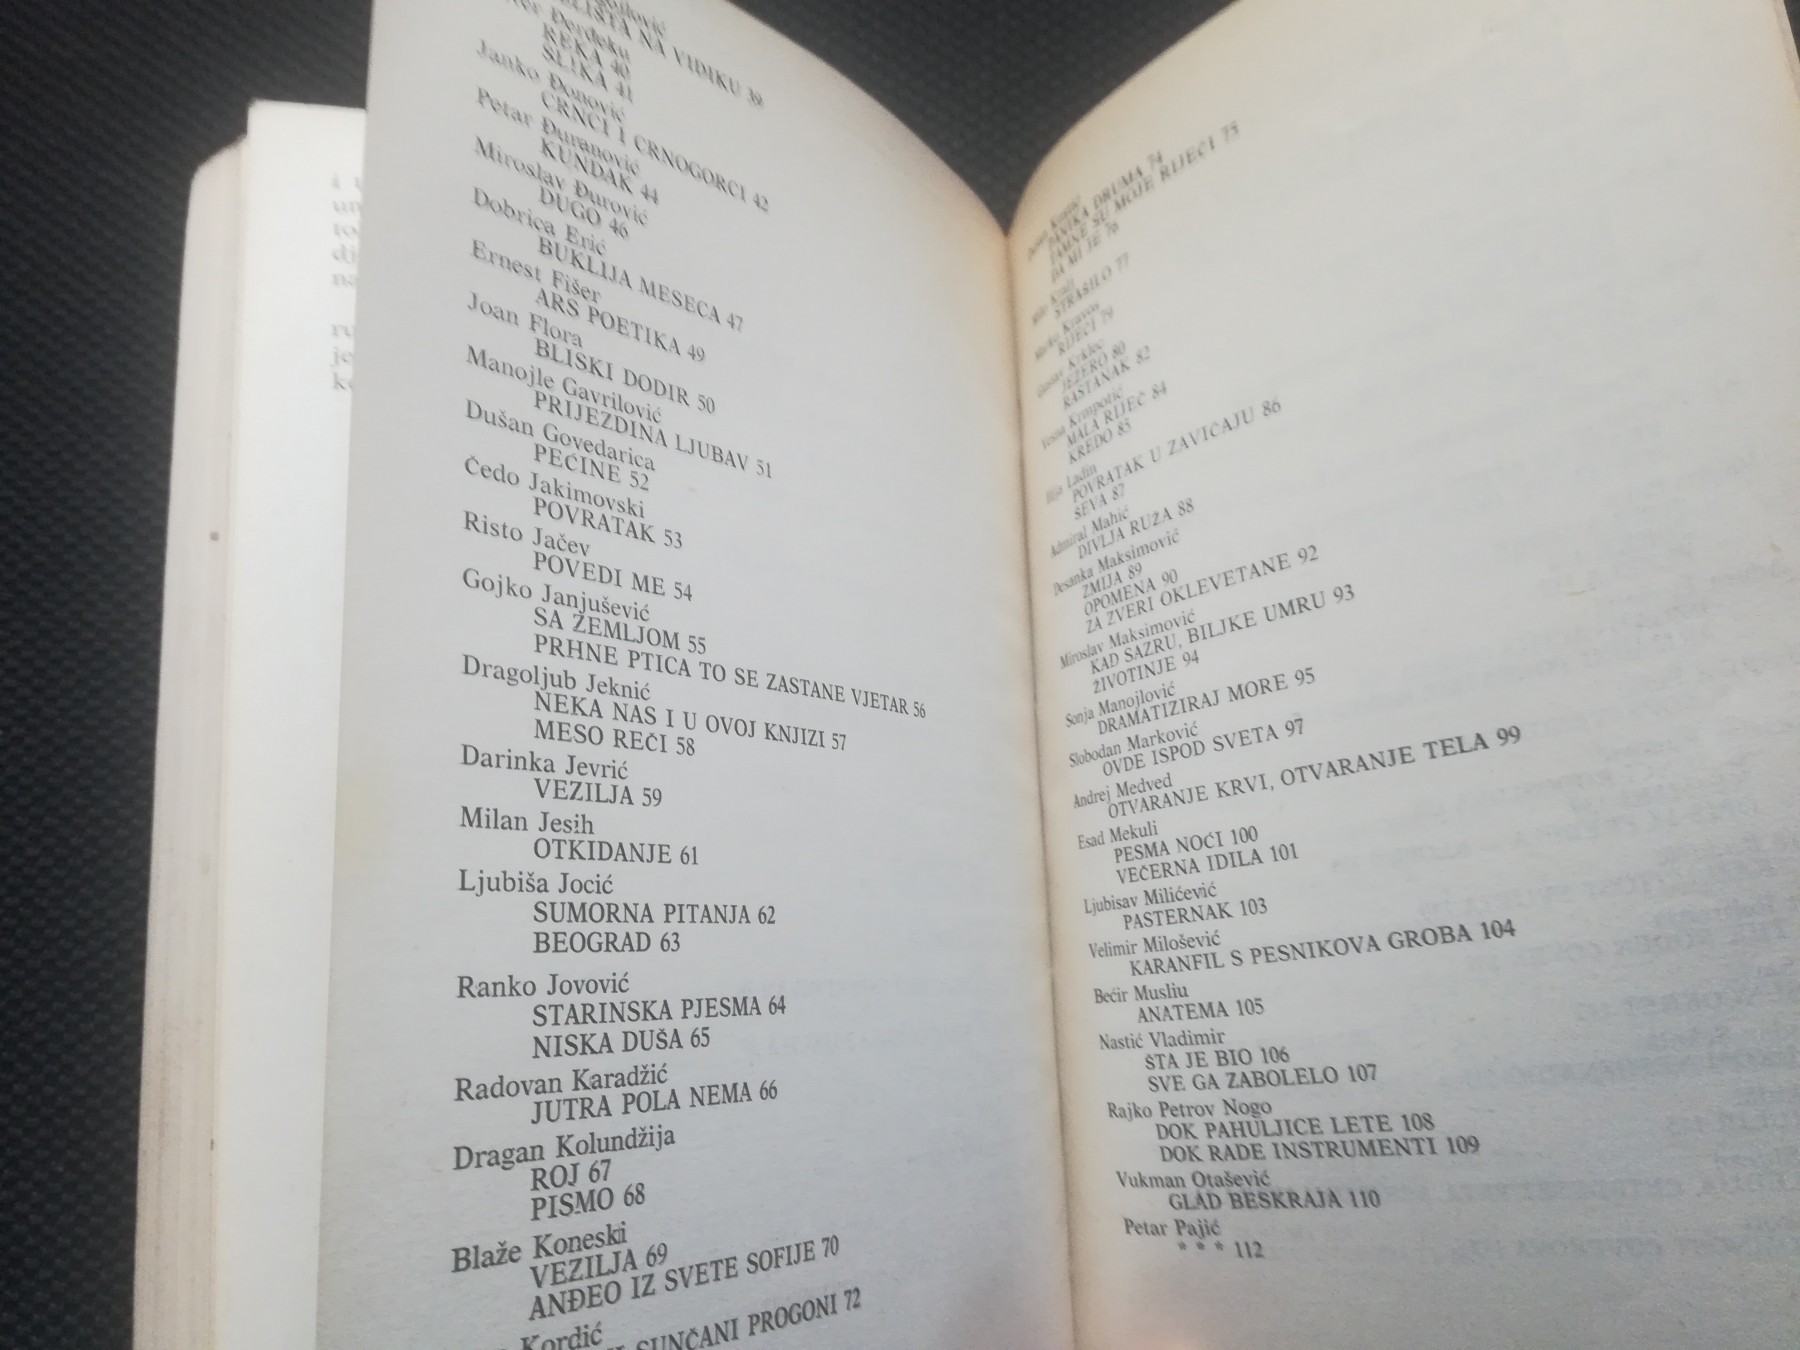 NA VIDIKU 39
REKA 40
SLIKA 41
Janko Đonović
CRNCI I CRNOGORCI 42
Petar Đuranović
KUNDAK 44
Miroslav Đurović
DUGO 46
Dobrica Erić
BUKLIJA MESECA 47
Ernest Fišer
ARS POETIKA 49
Joan Flora
BLISKI DODIR 50
Manojle Gavrilović
PRIJEZDINA LJUBAV 51
Dušan Govedarica
PEĆINE 52
Čedo Jakimovski
POVRATAK 53
Risto Jačev
POVEDI ME 54
Gojko Janjušević
SA ZEMLJOM 55
PRHNE PTICA TO SE ZASTANE VJETAR 56
Dragoljub Jeknić
NEKA NAS I U OVOJ KNJIZI 57
MESO REČI 58
Darinka Jevrić
VEZILJA 59
Milan Jesih
OTKIDANJE 61
Ljubiša Jocić
SUMORNA PITANJA 62
BEOGRAD 63
Ranko Jovović
STARINSKA PJESMA 64
NISKA DUŠA 65
Radovan Karadžić
JUTRA POLA NEMA 66
Dragan Kolundžija
ROJ 67
PISMO 68
Blaže Koneski
VEZILJA 69
ANĐEO IZ SVETE SOFIJE 70
Kordić
SUNČANI PROGONI 72
PANIKA DRUMA 74
TAMNE SU MOJE RIJEČI 75
DA MI JE 76
STRAŠILO 77
Marko Kravos
RIJEČI 79
Gustav Krklec
JEZERO 80
RASTANAK 82
Vesna Krmpotić
MALA RIJEČ 84
KREDO 85
Ilija Ladin
POVRATAK U ZAVIČAJU 86
ŠEVA 87
Admiral Mahić
DIVLJA RUŽA 88
Desanka Maksimović
ZMIJA 89
OPOMENA 90
ZA ZVERI OKLEVETANE 92
Miroslav Maksimović
KAD SAZRU, BILJKE UMRU 93
ŽIVOTINJE 94
Sonja Manojlović
DRAMATIZIRAJ MORE 95
Slobodan Marković
OVDE ISPOD SVETA 97
Andrej Medved
OTVARANJE KRVI, OTVARANJE TELA 99
Esad Mekuli
PESMA NOĆI 100
VEČERNA IDILA 101
Ljubisav Milićević
PASTERNAK 103
Velimir Milošević
KARANFIL S PESNIKOVA GROBA 104
Bećir Musliu
ANATEMA 105
Nastić Vladimir
ŠTA JE BIO 106
SVE GA ZABOLELO 107
Rajko Petrov Nogo
DOK PAHULJICE LETE 108
DOK RADE INSTRUMENTI 109
Vukman Otašević
GLAD BESKRAJA 110
Petar Pajić
* * * 112